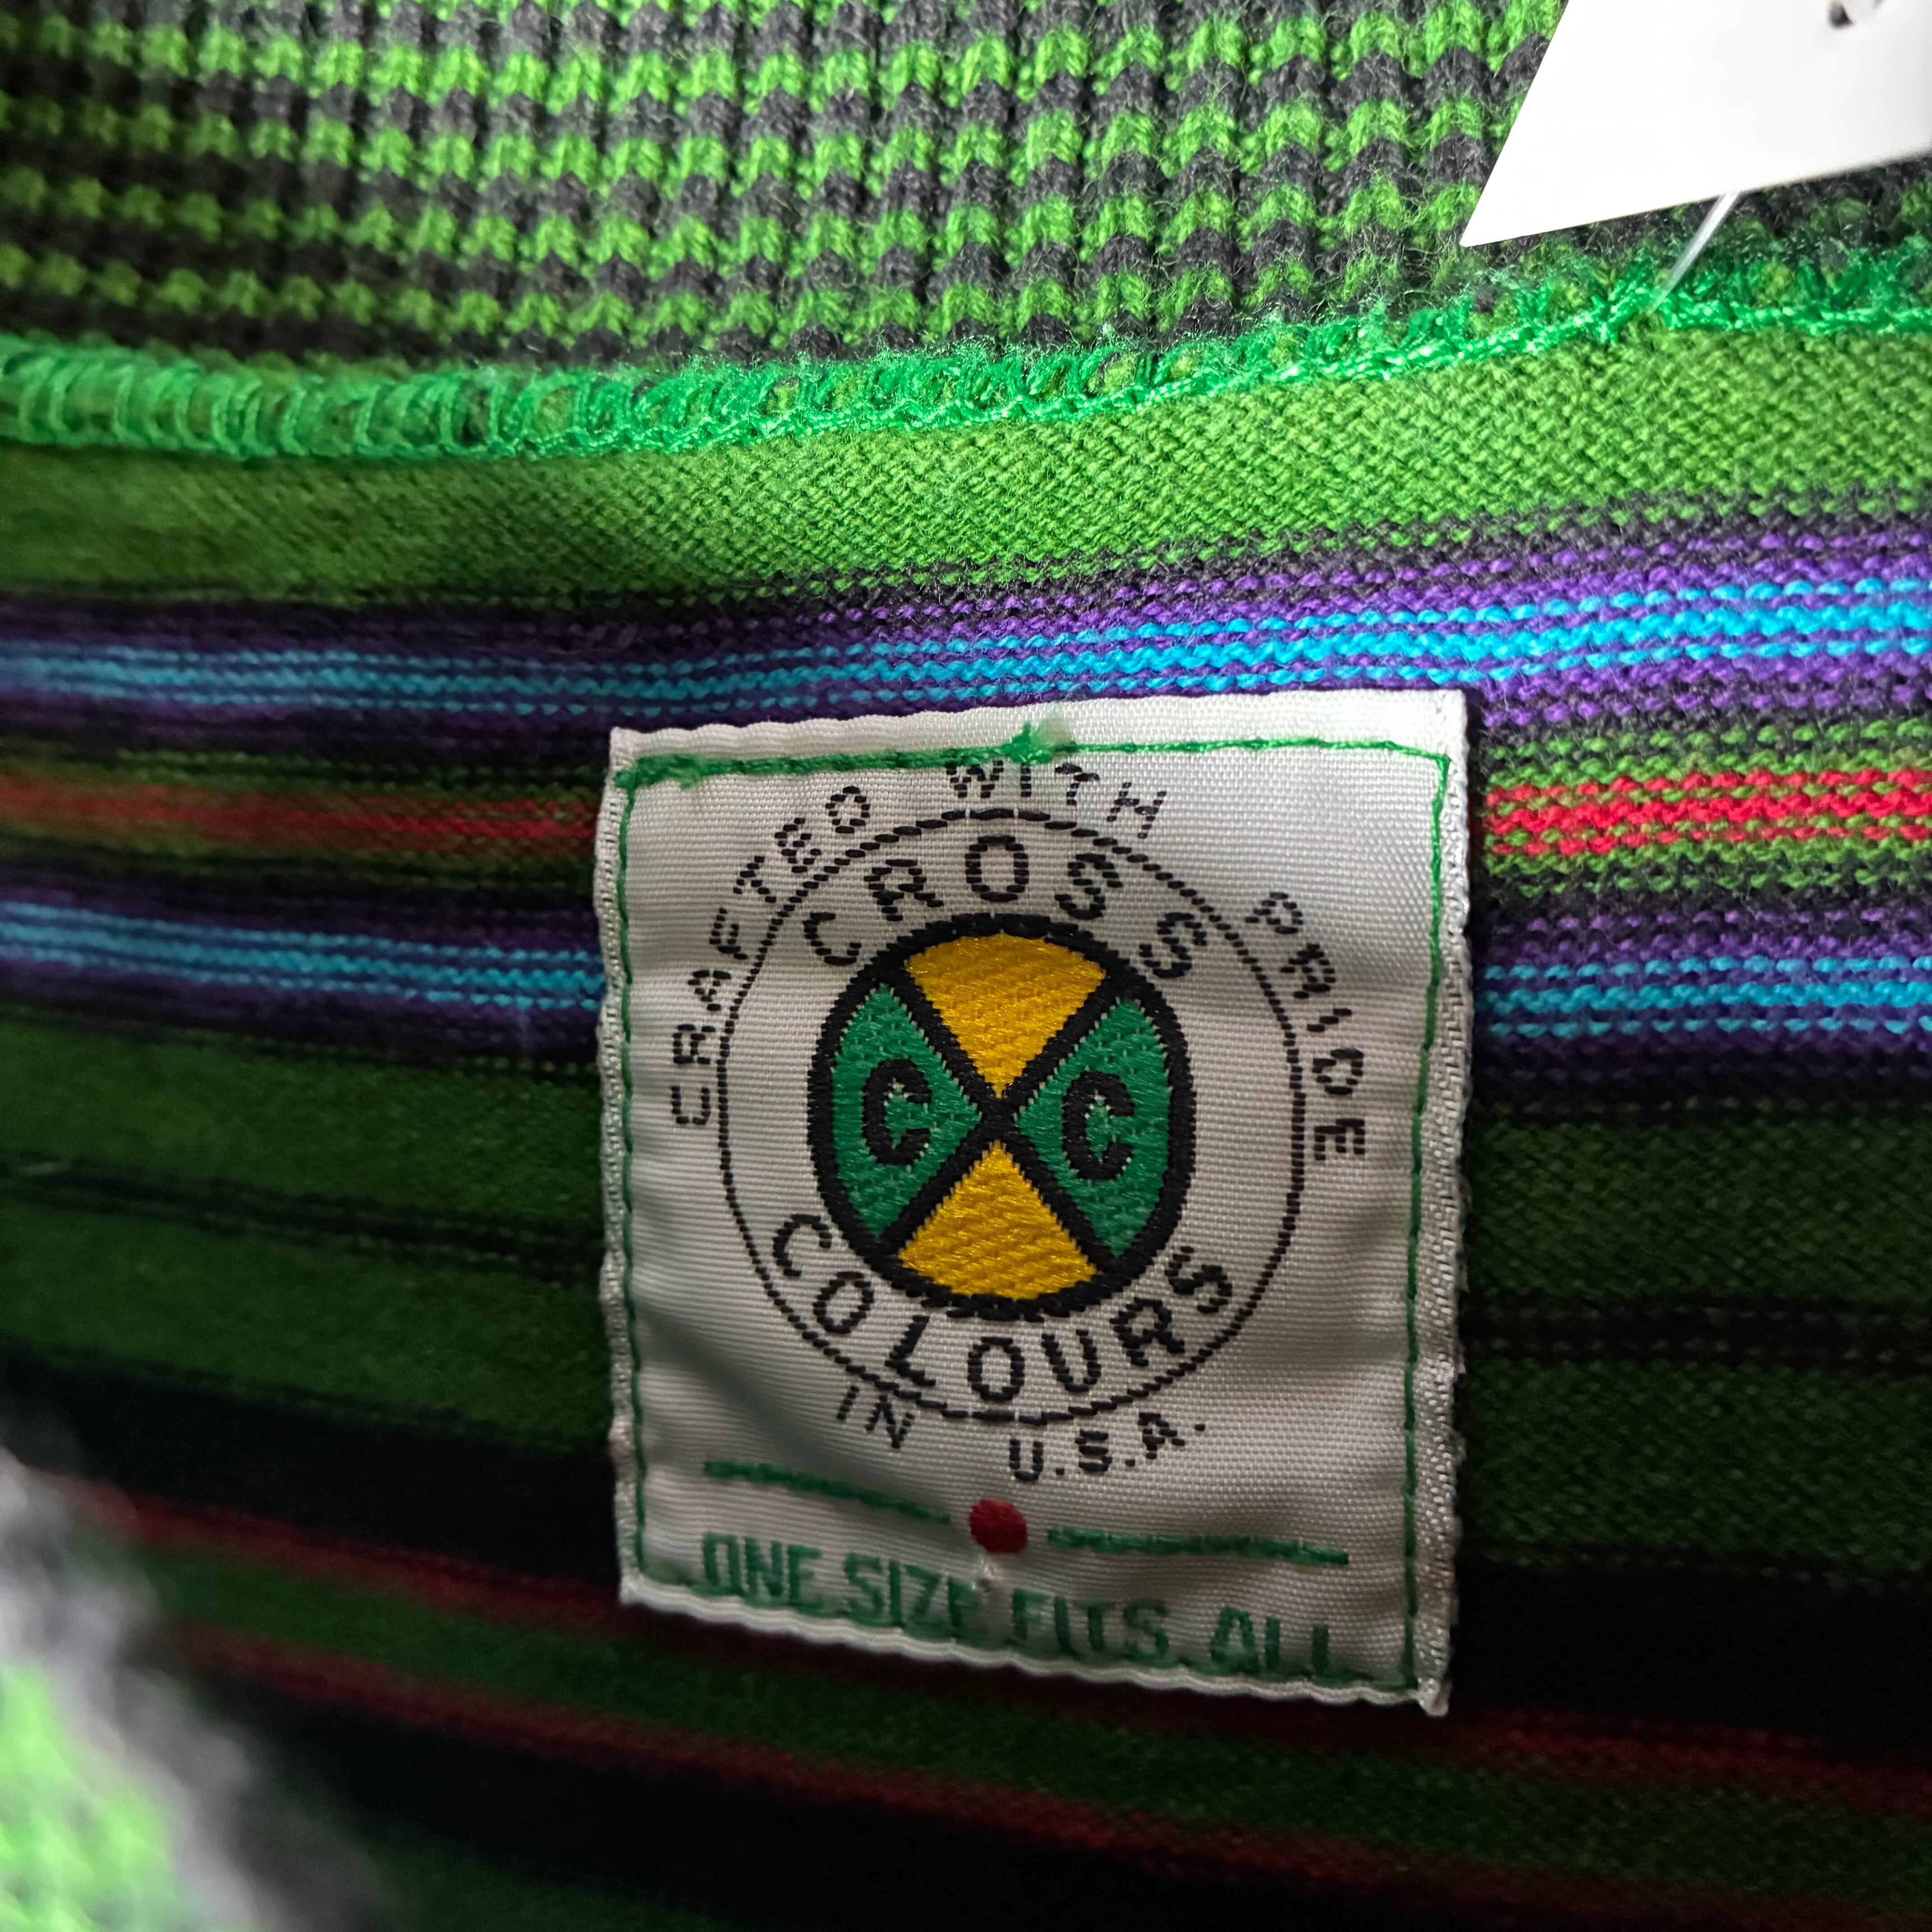 CRAFTED WITH PRIDE
CROSS
C C
COLOURS
IN U.S.A.
ONE SIZE FITS ALL